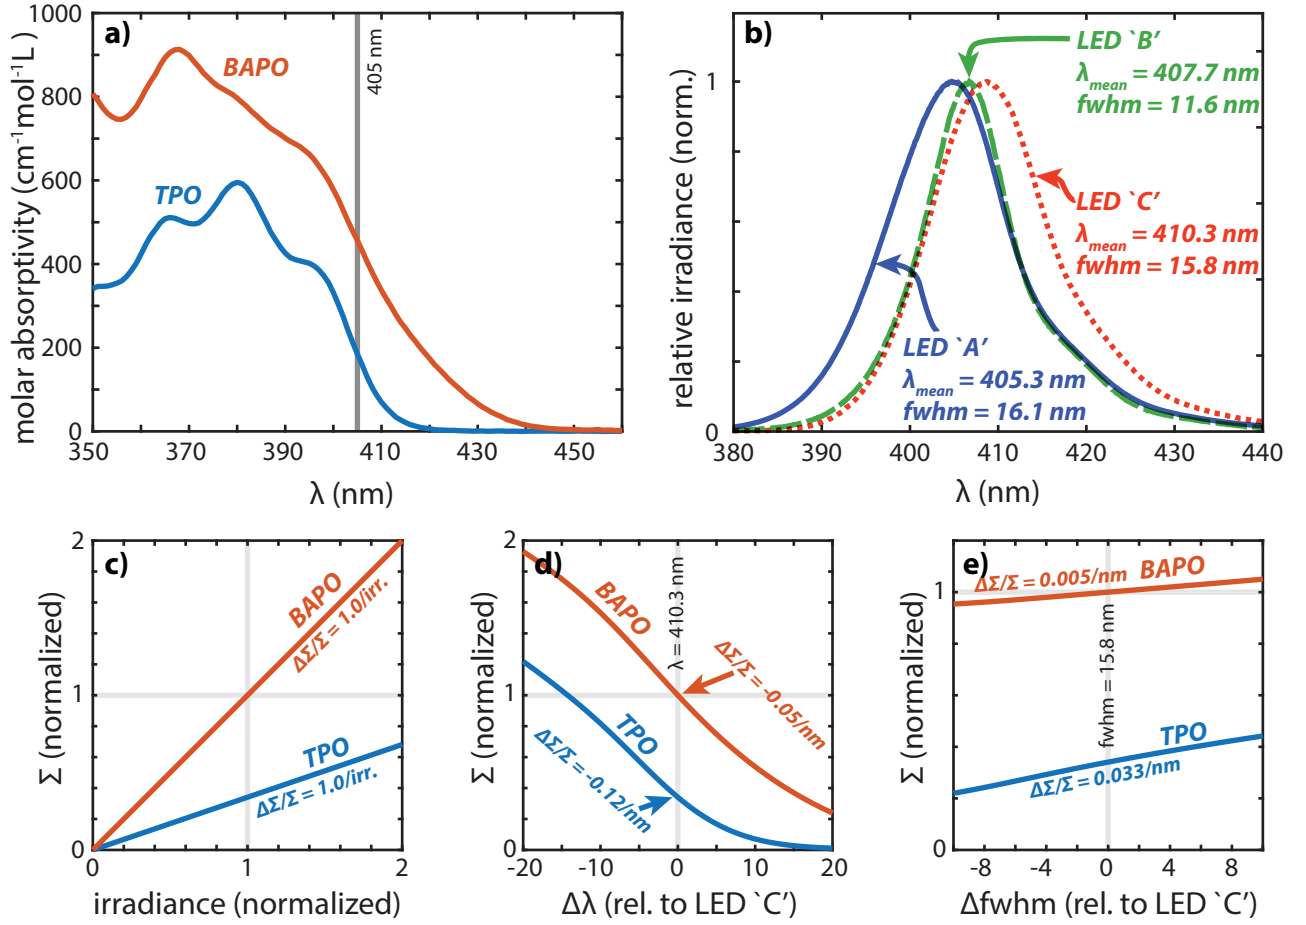 a)
BAPO
TPO
405 nm
1000
800
600
400
200
0
350
370
390
410
430
450
molar absorptivity (cm⁻¹mol⁻¹L)
λ (nm)
b)
LED `B'
λmean = 407.7 nm
fwhm = 11.6 nm
LED `C'
λmean = 410.3 nm
fwhm = 15.8 nm
LED `A'
λmean = 405.3 nm
fwhm = 16.1 nm
1
0
380
390
400
410
420
430
440
relative irradiance (norm.)
λ (nm)
c)
BAPO
ΔΣ/Σ = 1.0/irr.
TPO
ΔΣ/Σ = 1.0/irr.
2
1
0
0
1
2
Σ (normalized)
irradiance (normalized)
d)
BAPO
λ = 410.3 nm
ΔΣ/Σ = -0.05/nm
TPO
ΔΣ/Σ = -0.12/nm
2
1
0
-20
-10
0
10
20
Σ (normalized)
Δλ (rel. to LED `C')
e)
ΔΣ/Σ = 0.005/nm
BAPO
fwhm = 15.8 nm
TPO
ΔΣ/Σ = 0.033/nm
1
0
-8
-4
0
4
8
Σ (normalized)
Δfwhm (rel. to LED `C')